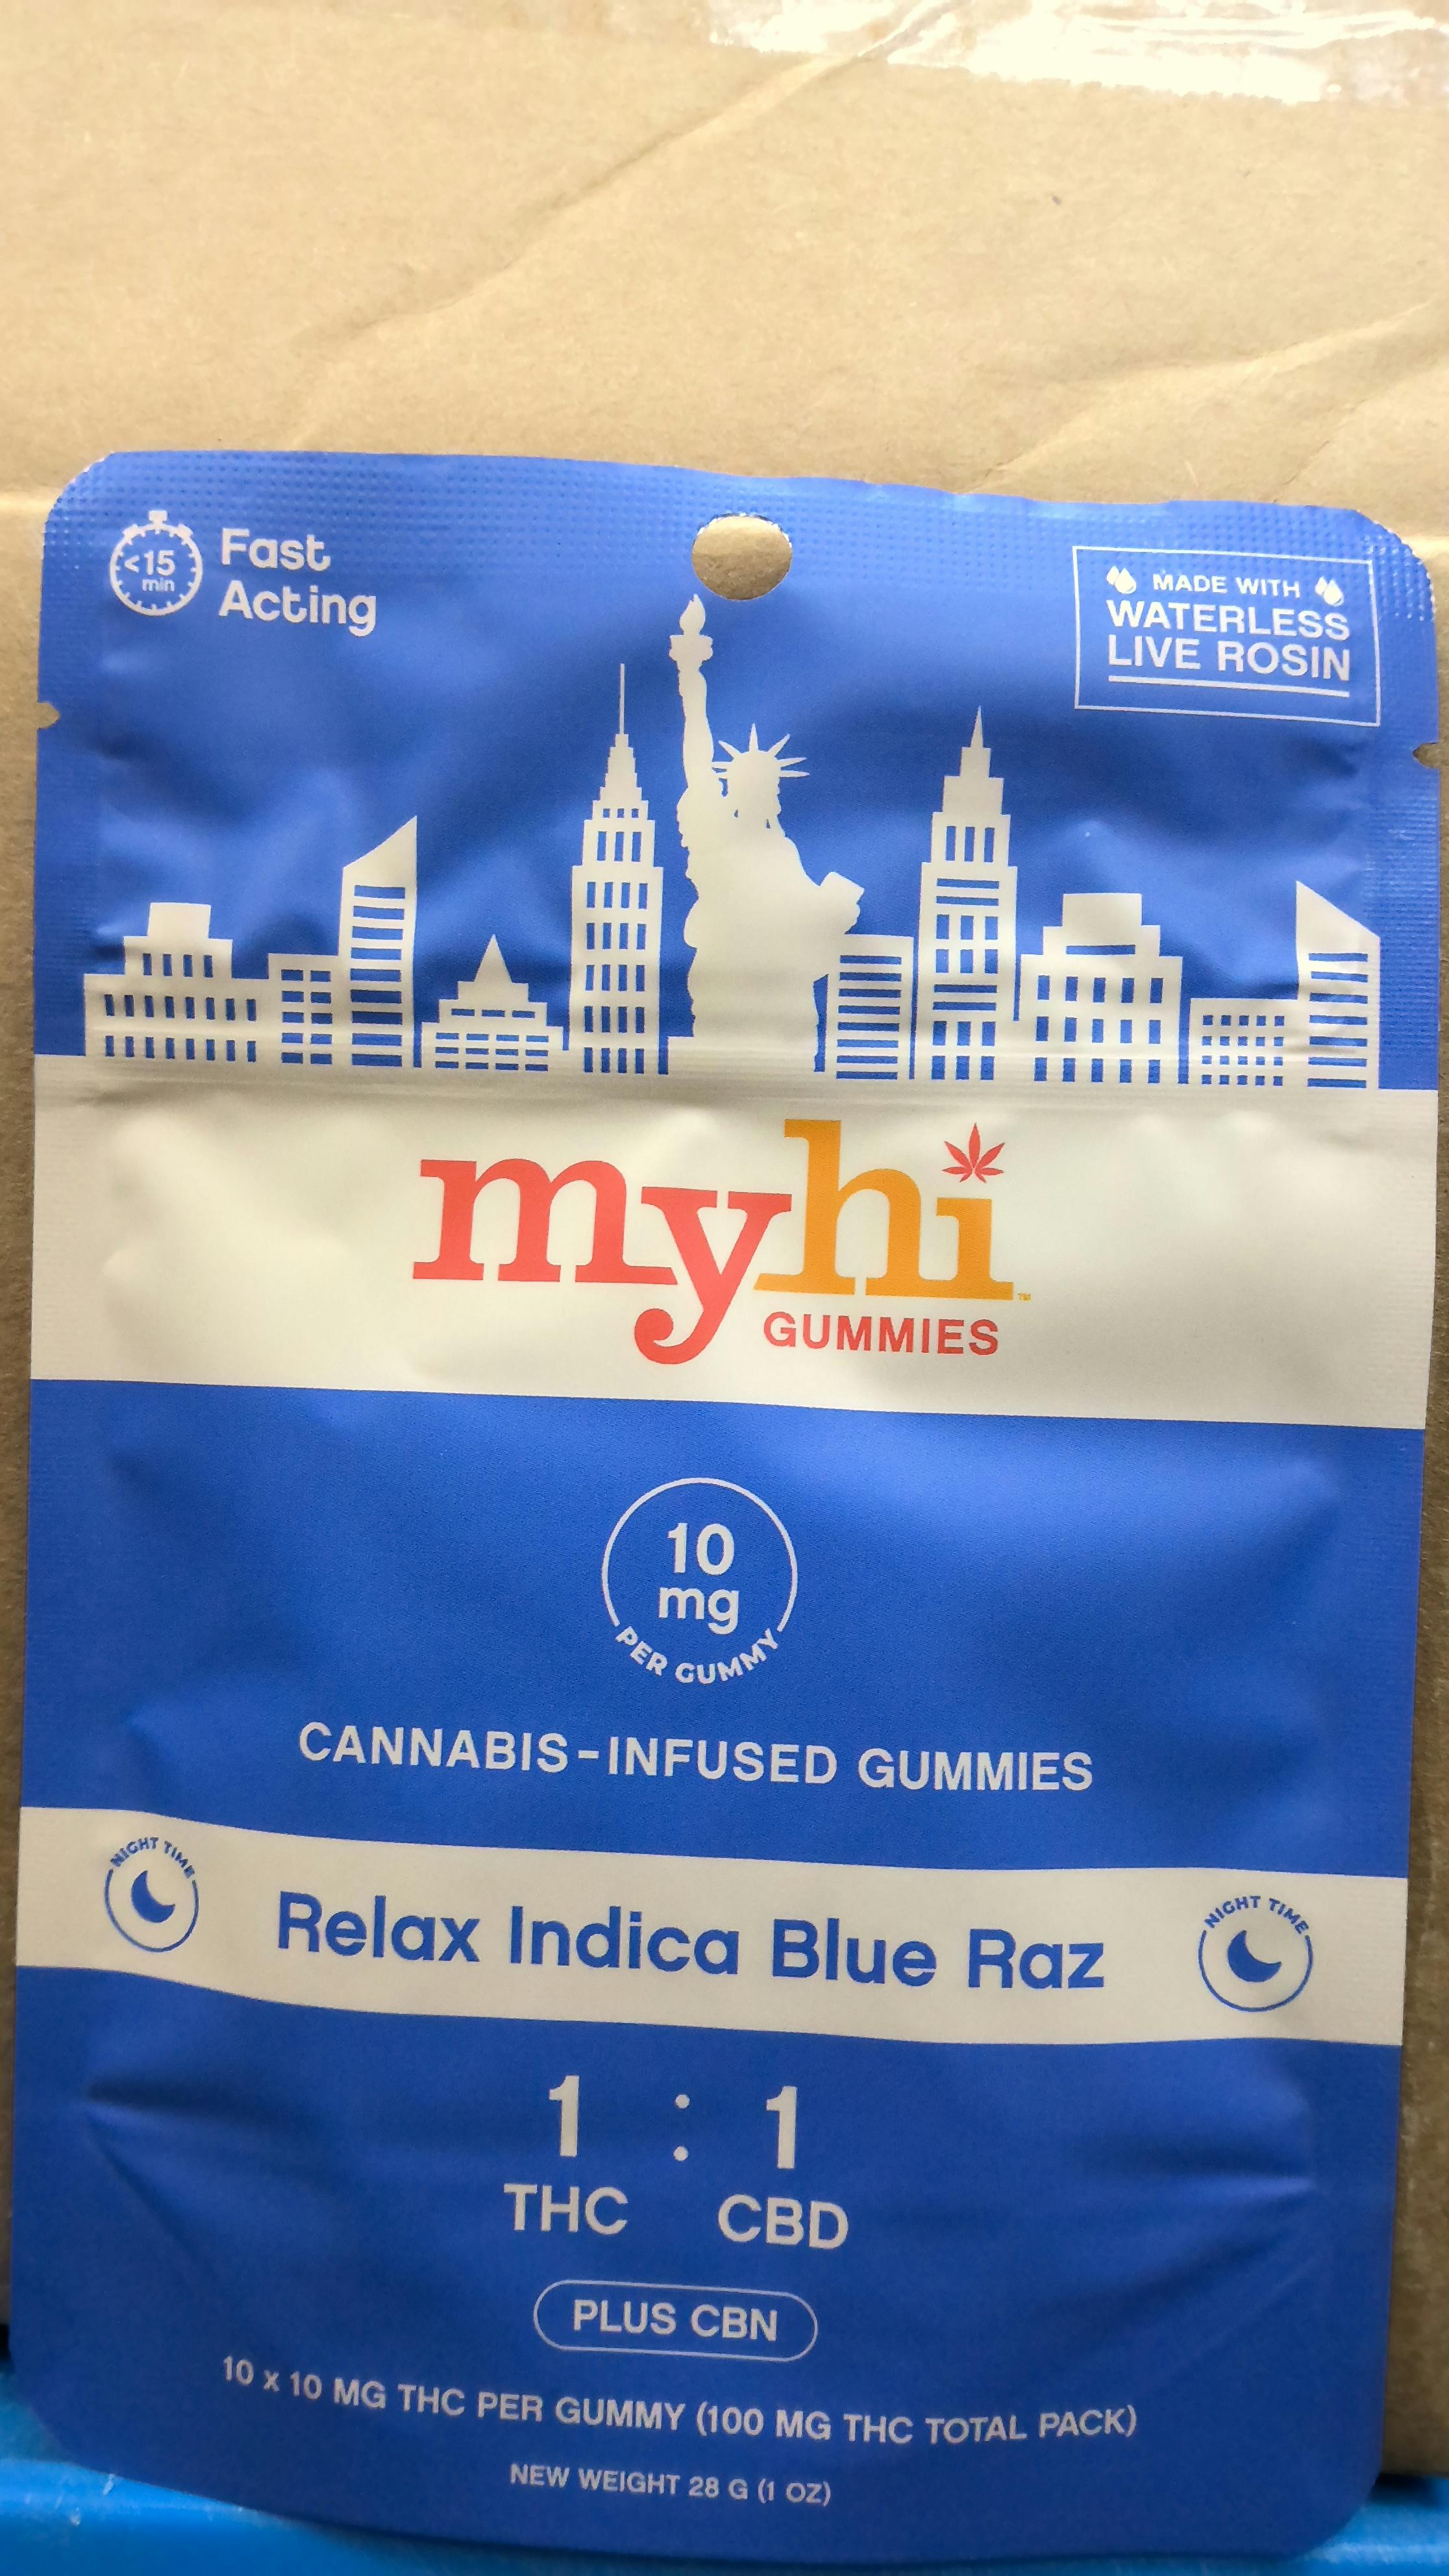 <15
min
Fast
Acting
MADE WITH
WATERLESS
LIVE ROSIN
myhi
TM
GUMMIES
10
mg
PER GUMMY
CANNABIS-INFUSED GUMMIES
NIGHT TIME
Relax Indica Blue Raz
NIGHT TIME
1 : 1
THC CBD
PLUS CBN
10 x 10 MG THC PER GUMMY (100 MG THC TOTAL PACK)
NEW WEIGHT 28 G (1 OZ)